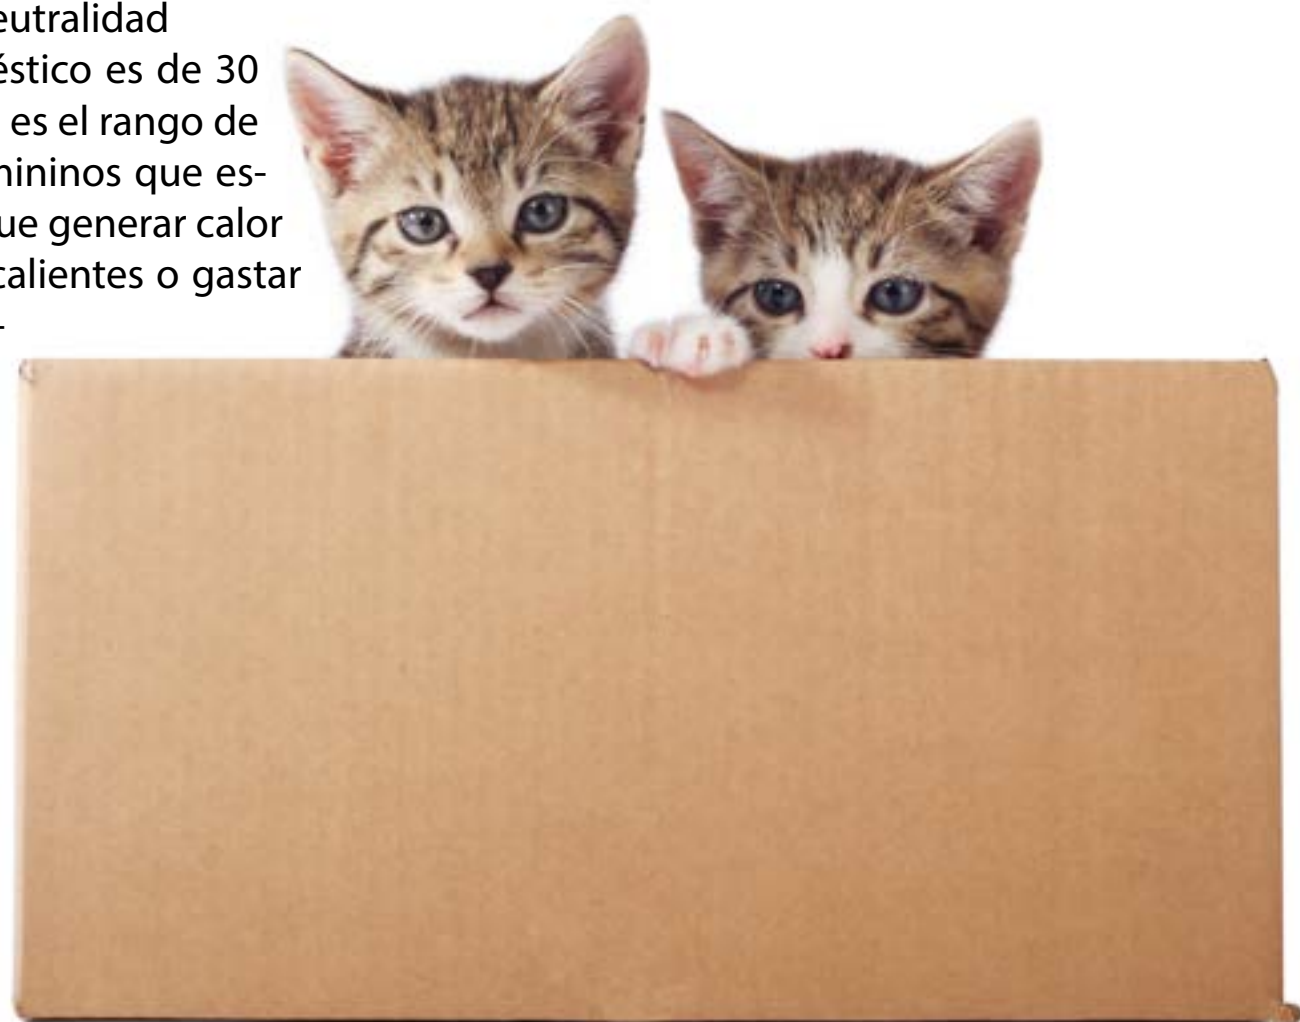 eutralidad
éstico es de 30
es el rango de
mininos que es-
ue generar calor
calientes o gastar